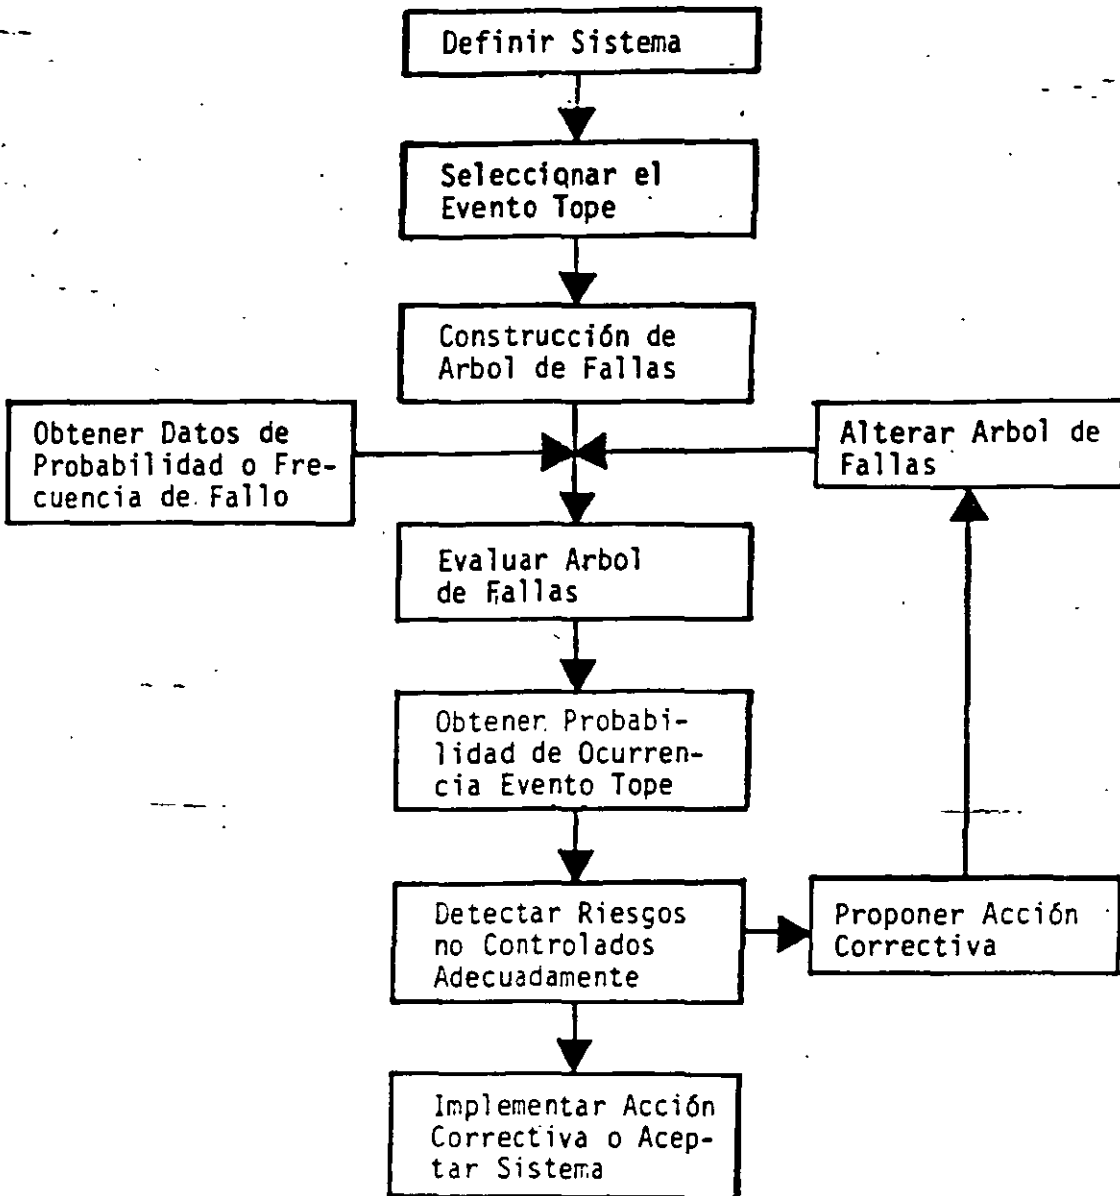 Definir Sistema
Seleccionar el
Evento Tope
Construcción de
Arbol de Fallas
Obtener Datos de
Probabilidad o Fre-
cuencia de Fallo
Alterar Arbol de
Fallas
Evaluar Arbol
de Fallas
Obtener Probabi-
lidad de Ocurren-
cia Evento Tope
Detectar Riesgos
no Controlados
Adecuadamente
Proponer Acción
Correctiva
Implementar Acción
Correctiva o Acep-
tar Sistema